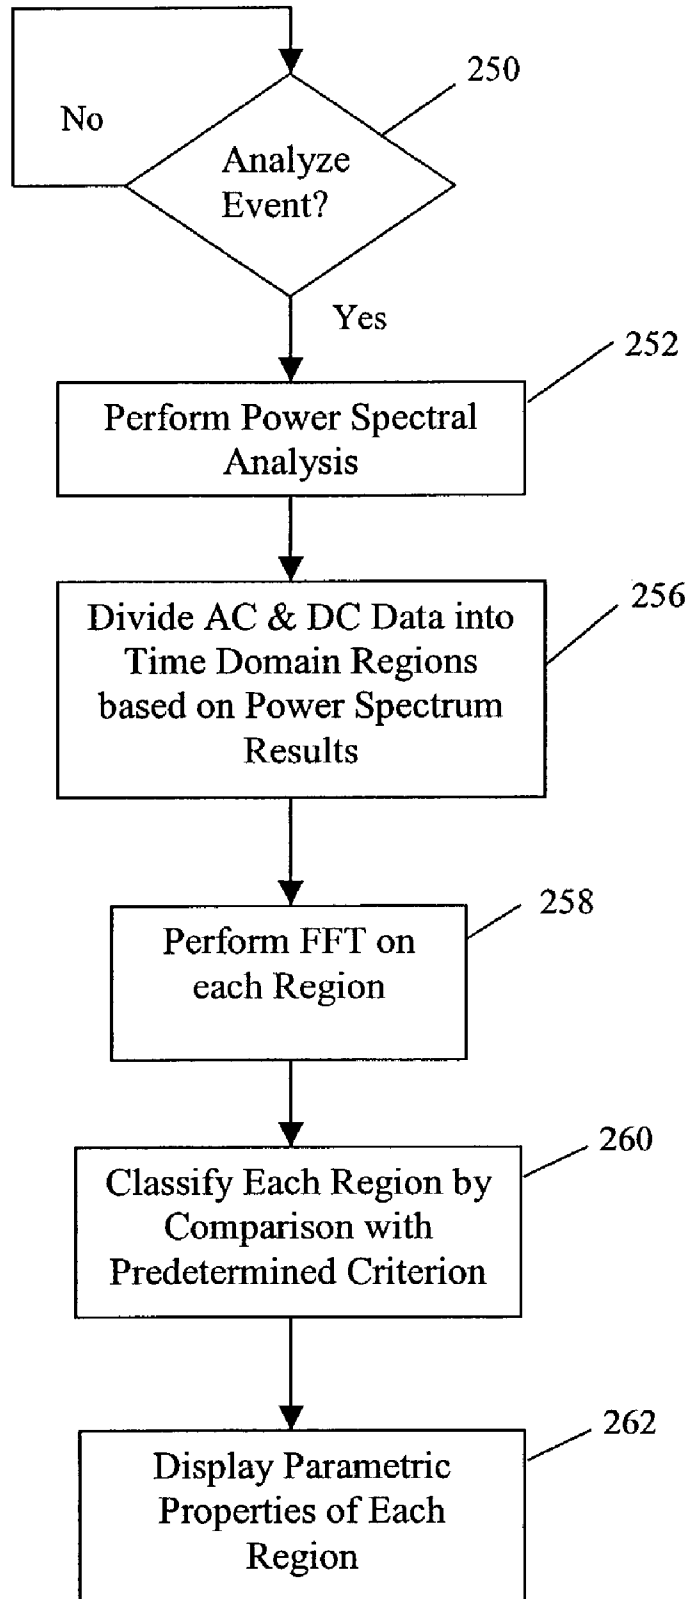 250
No
Analyze
Event?
Yes
252
Perform Power Spectral
Analysis
256
Divide AC & DC Data into
Time Domain Regions
based on Power Spectrum
Results
258
Perform FFT on
each Region
260
Classify Each Region by
Comparison with
Predetermined Criterion
262
Display Parametric
Properties of Each
Region